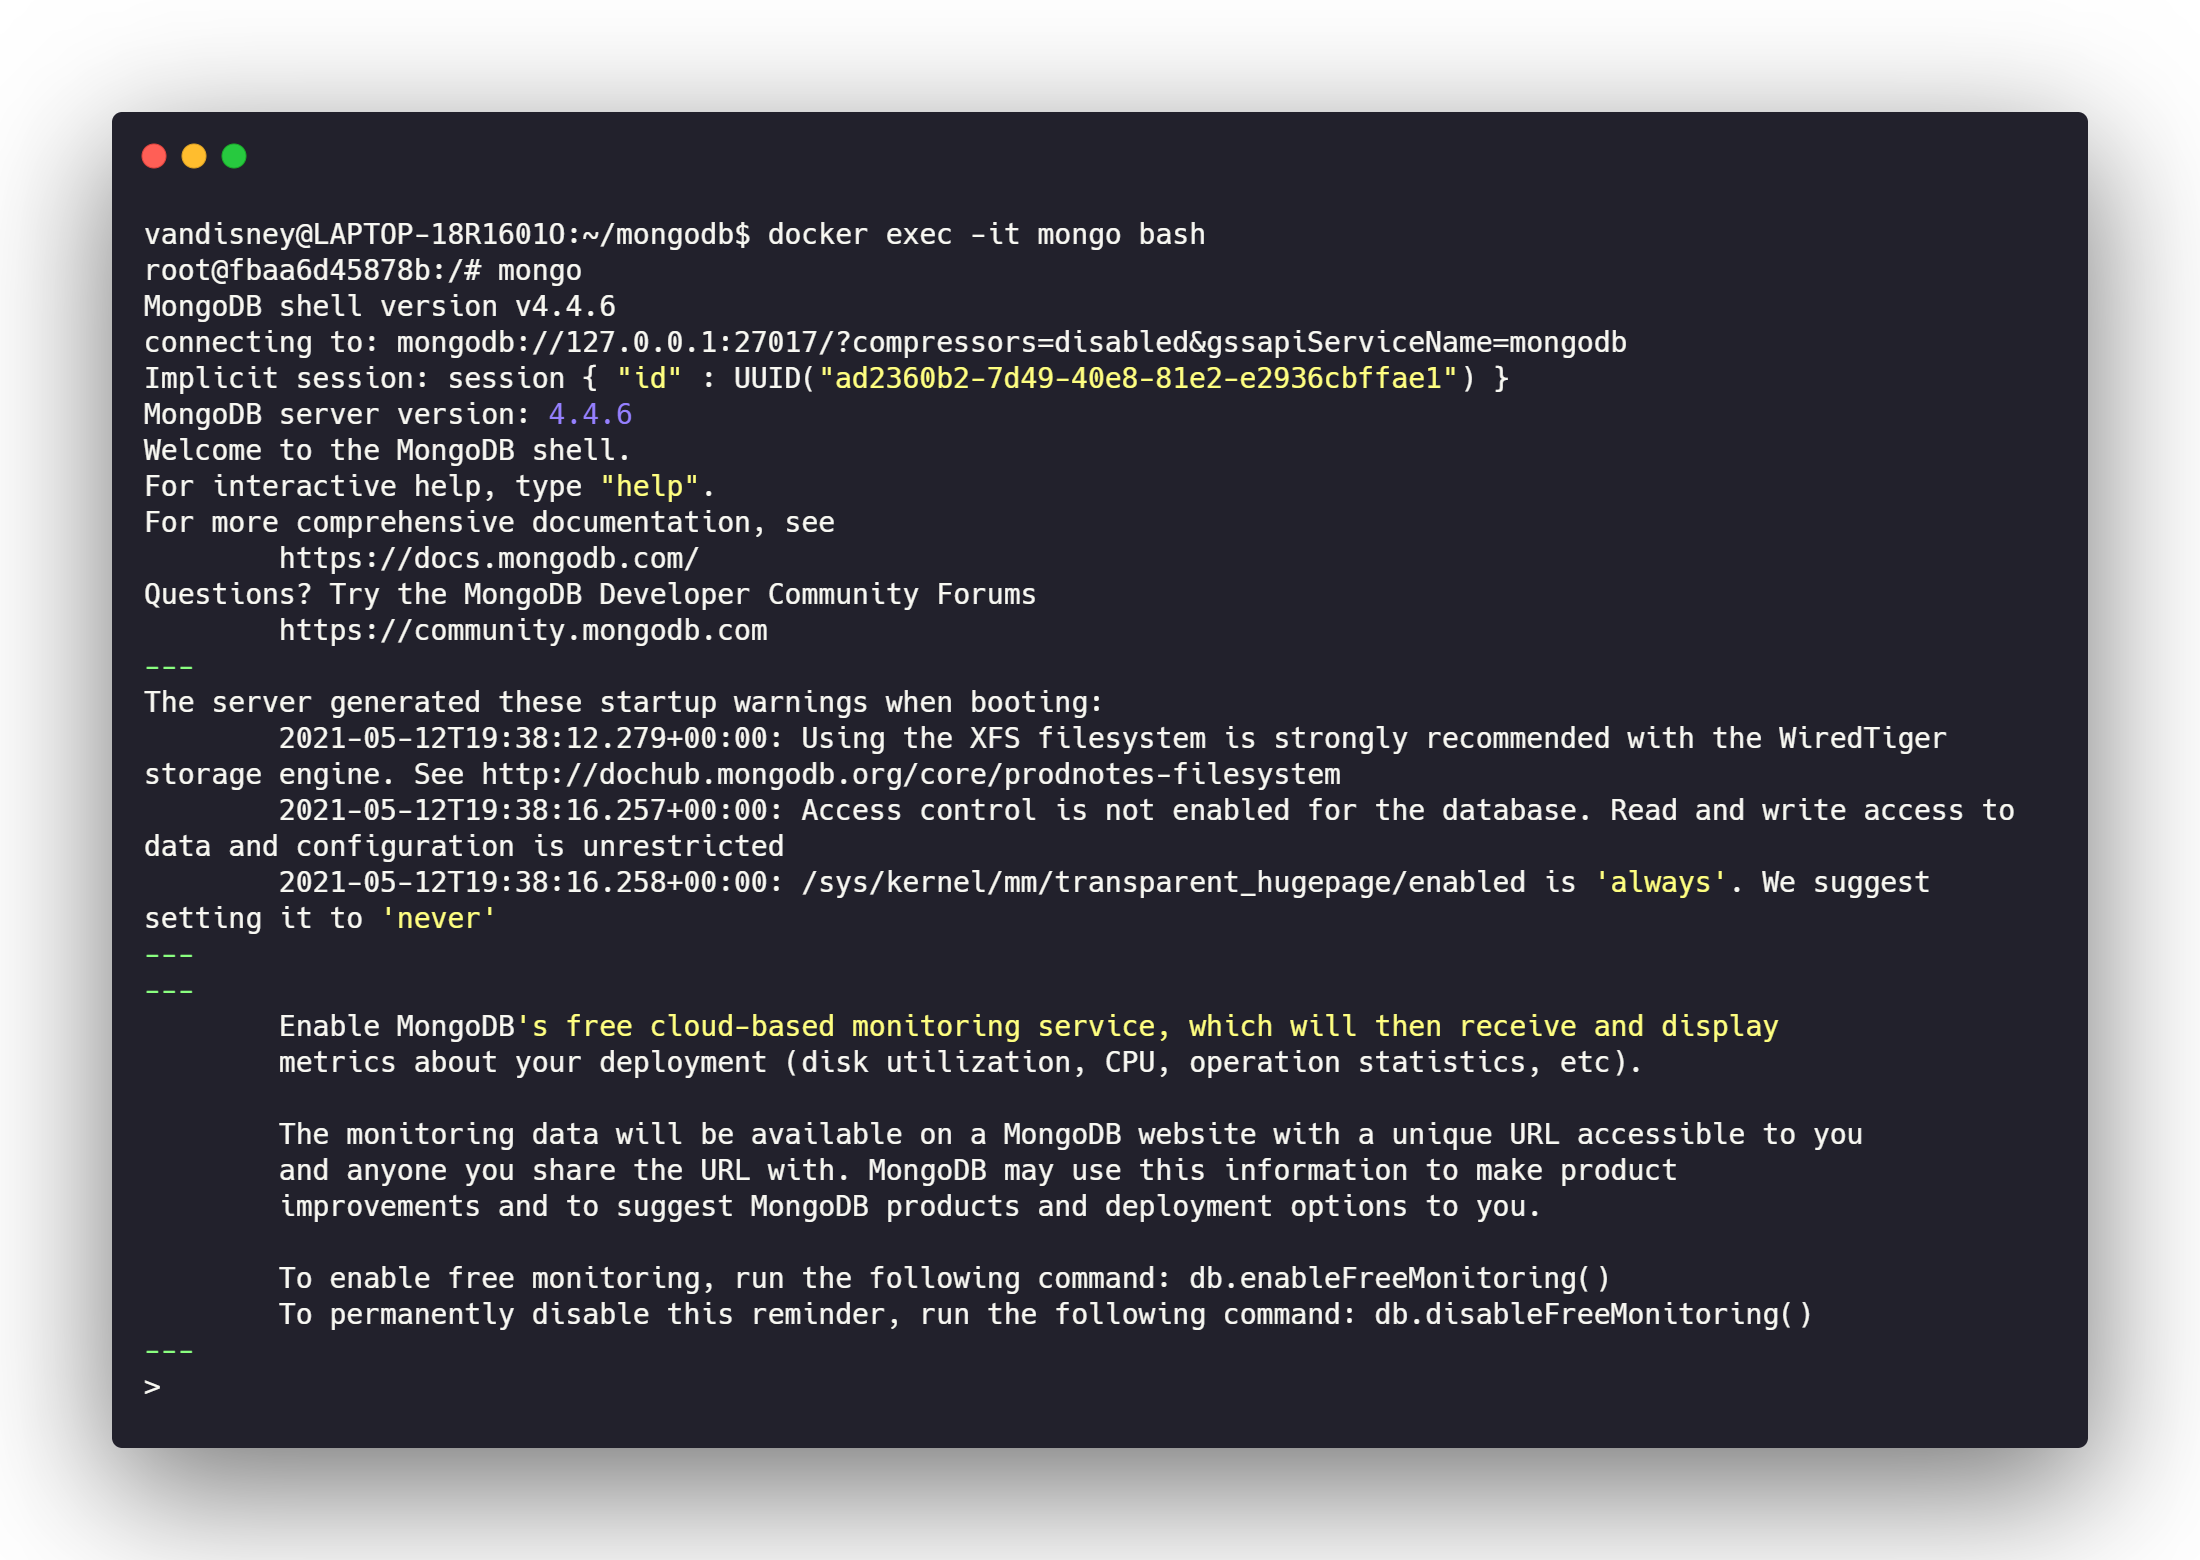 vandisney@LAPTOP-18R1601O:~/mongodb$ docker exec -it mongo bash
root@fbaa6d45878b:/# mongo
MongoDB shell version v4.4.6
connecting to: mongodb://127.0.0.1:27017/?compressors=disabled&gssapiServiceName=mongodb
Implicit session: session { "id" : UUID("ad2360b2-7d49-40e8-81e2-e2936cbffae1") }
MongoDB server version: 4.4.6
Welcome to the MongoDB shell.
For interactive help, type "help".
For more comprehensive documentation, see
        https://docs.mongodb.com/
Questions? Try the MongoDB Developer Community Forums
        https://community.mongodb.com
---
The server generated these startup warnings when booting:
        2021-05-12T19:38:12.279+00:00: Using the XFS filesystem is strongly recommended with the WiredTiger
storage engine. See http://dochub.mongodb.org/core/prodnotes-filesystem
        2021-05-12T19:38:16.257+00:00: Access control is not enabled for the database. Read and write access to
data and configuration is unrestricted
        2021-05-12T19:38:16.258+00:00: /sys/kernel/mm/transparent_hugepage/enabled is 'always'. We suggest
setting it to 'never'
---
---
        Enable MongoDB's free cloud-based monitoring service, which will then receive and display
        metrics about your deployment (disk utilization, CPU, operation statistics, etc).

        The monitoring data will be available on a MongoDB website with a unique URL accessible to you
        and anyone you share the URL with. MongoDB may use this information to make product
        improvements and to suggest MongoDB products and deployment options to you.

        To enable free monitoring, run the following command: db.enableFreeMonitoring()
        To permanently disable this reminder, run the following command: db.disableFreeMonitoring()
---
>